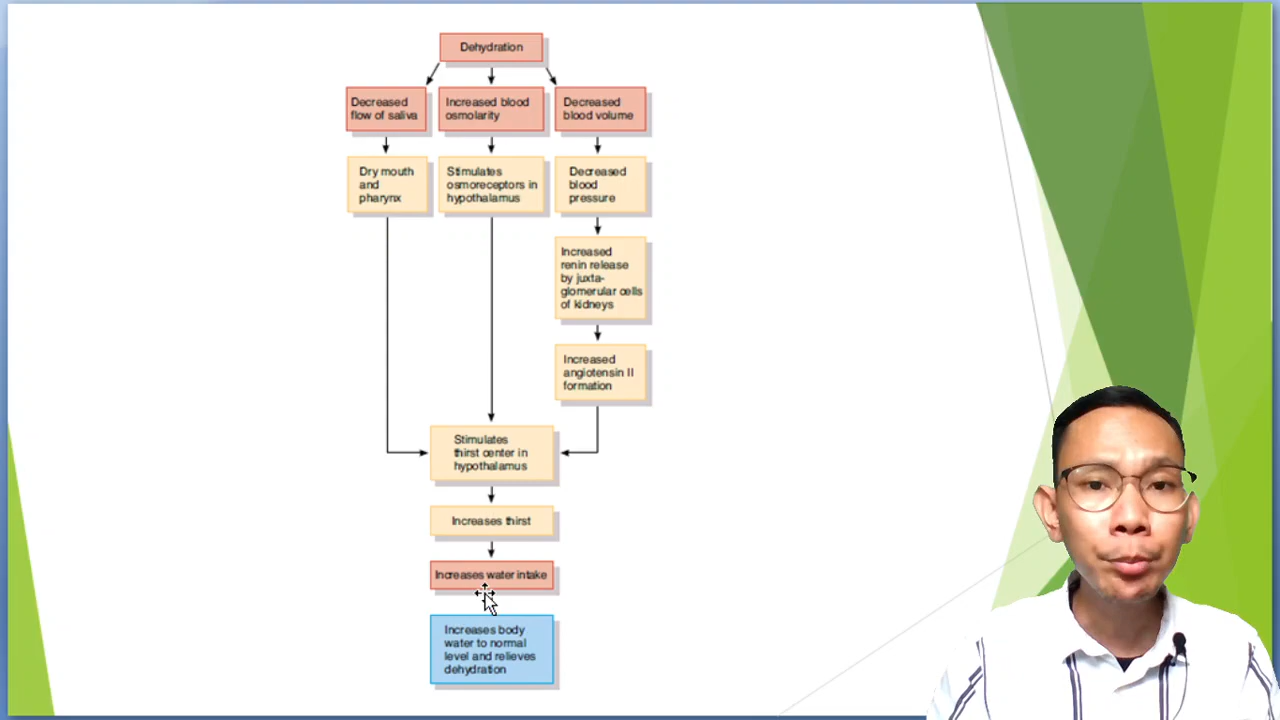 Dehydration
Decreased
flow of saliva
Increased blood
osmolarity
Decreased
blood volume
Dry mouth
and
pharynx
Stimulates
osmoreceptors in
hypothalamus
Decreased
blood
pressure
Increased
renin release
by juxta-
glomerular cells
of kidneys
Increased
angiotensin II
formation
Stimulates
thirst center in
hypothalamus
Increases thirst
Increases water intake
Increases body
water to normal
level and relieves
dehydration